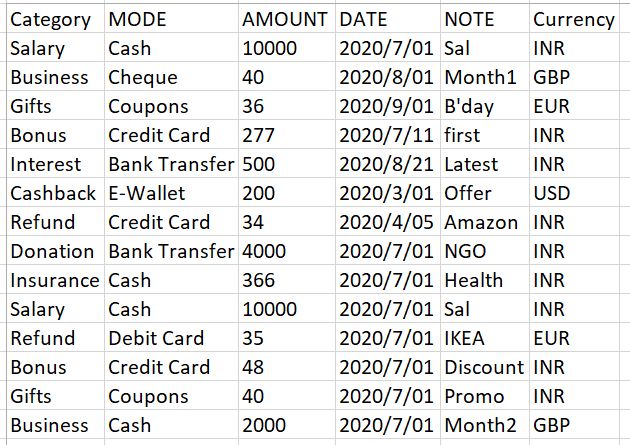 Category MODE AMOUNT DATE NOTE Currency
Salary Cash 10000 2020/7/01 Sal INR
Business Cheque 40 2020/8/01 Month1 GBP
Gifts Coupons 36 2020/9/01 B'day EUR
Bonus Credit Card 277 2020/7/11 first INR
Interest Bank Transfer 500 2020/8/21 Latest INR
Cashback E-Wallet 200 2020/3/01 Offer USD
Refund Credit Card 34 2020/4/05 Amazon INR
Donation Bank Transfer 4000 2020/7/01 NGO INR
Insurance Cash 366 2020/7/01 Health INR
Salary Cash 10000 2020/7/01 Sal INR
Refund Debit Card 35 2020/7/01 IKEA EUR
Bonus Credit Card 48 2020/7/01 Discount INR
Gifts Coupons 40 2020/7/01 Promo INR
Business Cash 2000 2020/7/01 Month2 GBP